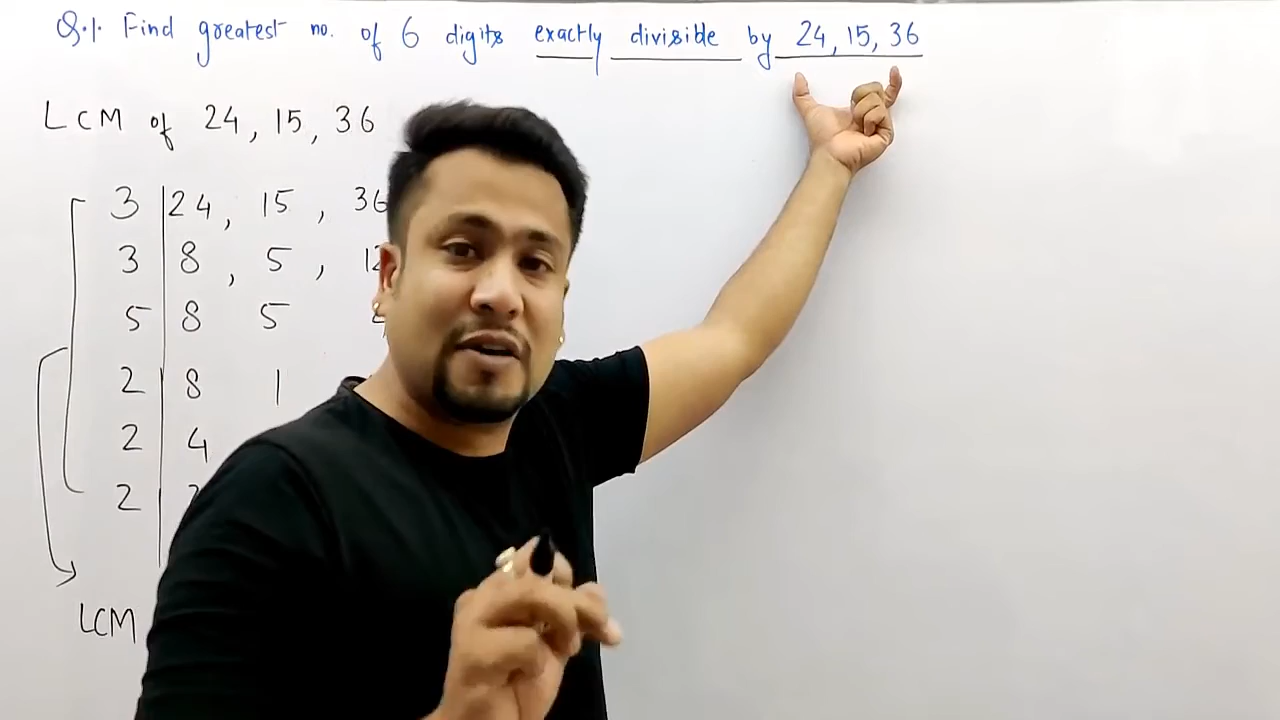 Q.1. Find greatest no. of 6 digits exactly divisible by 24, 15, 36
LCM of 24, 15, 36
3 24, 15, 36
3 8, 5, 12
5 8 5
2 8 1
2 4
2
LCM